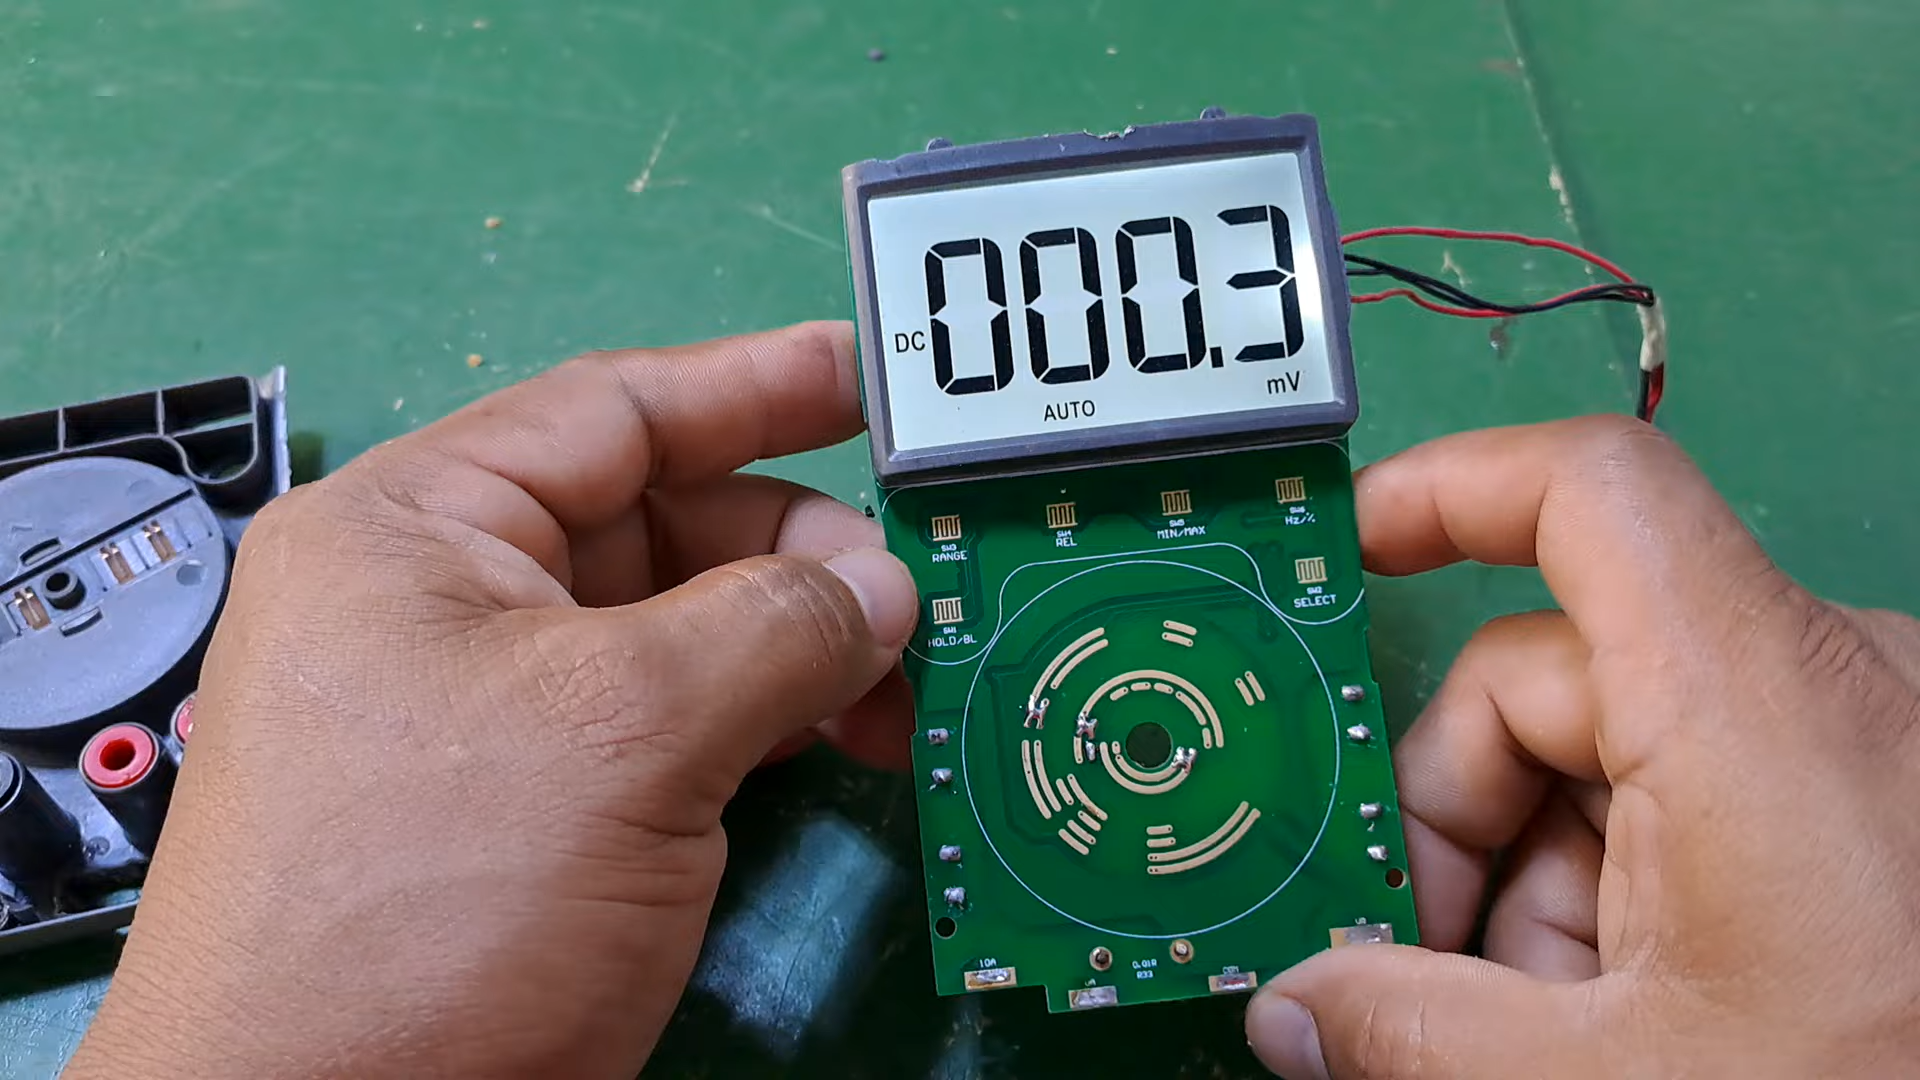 DC 000.3 mV
AUTO
SW3
RANGE
SW4
REL
SW5
MIN/MAX
SW6
Hz/%
SW1
HOLD/BL
SW2
SELECT
10A
0.01R
R33
COM